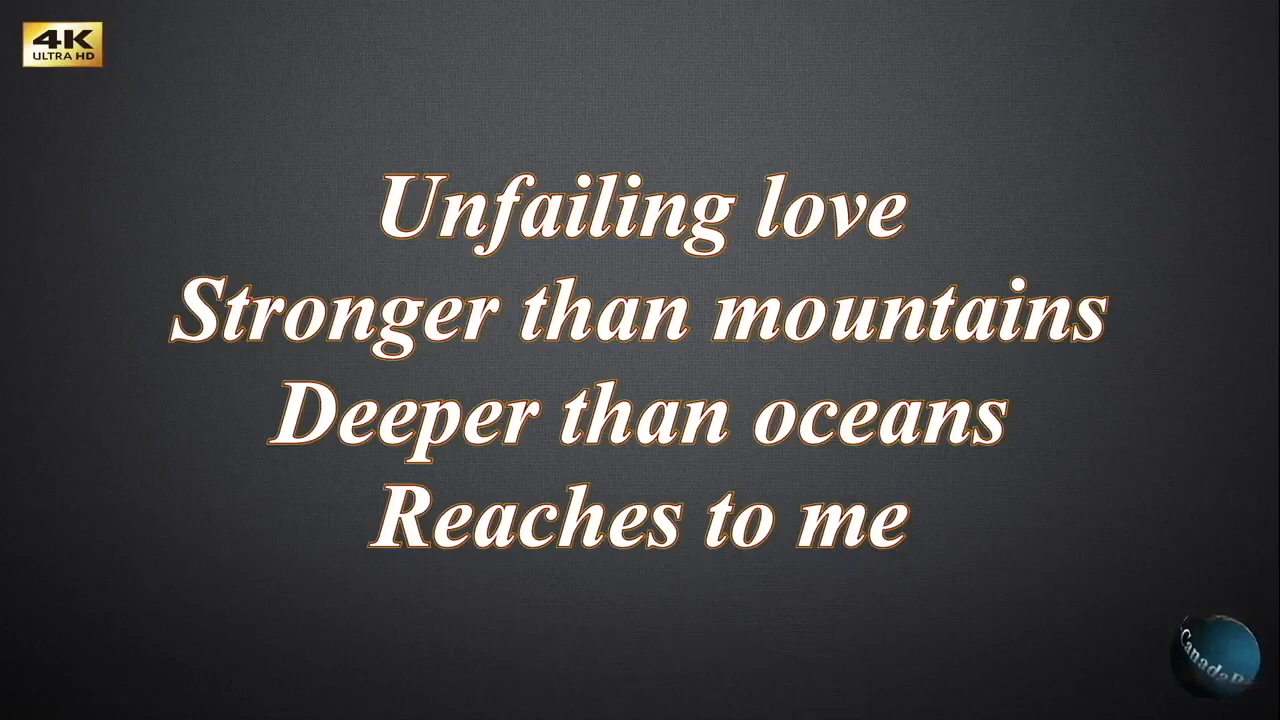 4K
ULTRA HD
Unfailing love
Stronger than mountains
Deeper than oceans
Reaches to me